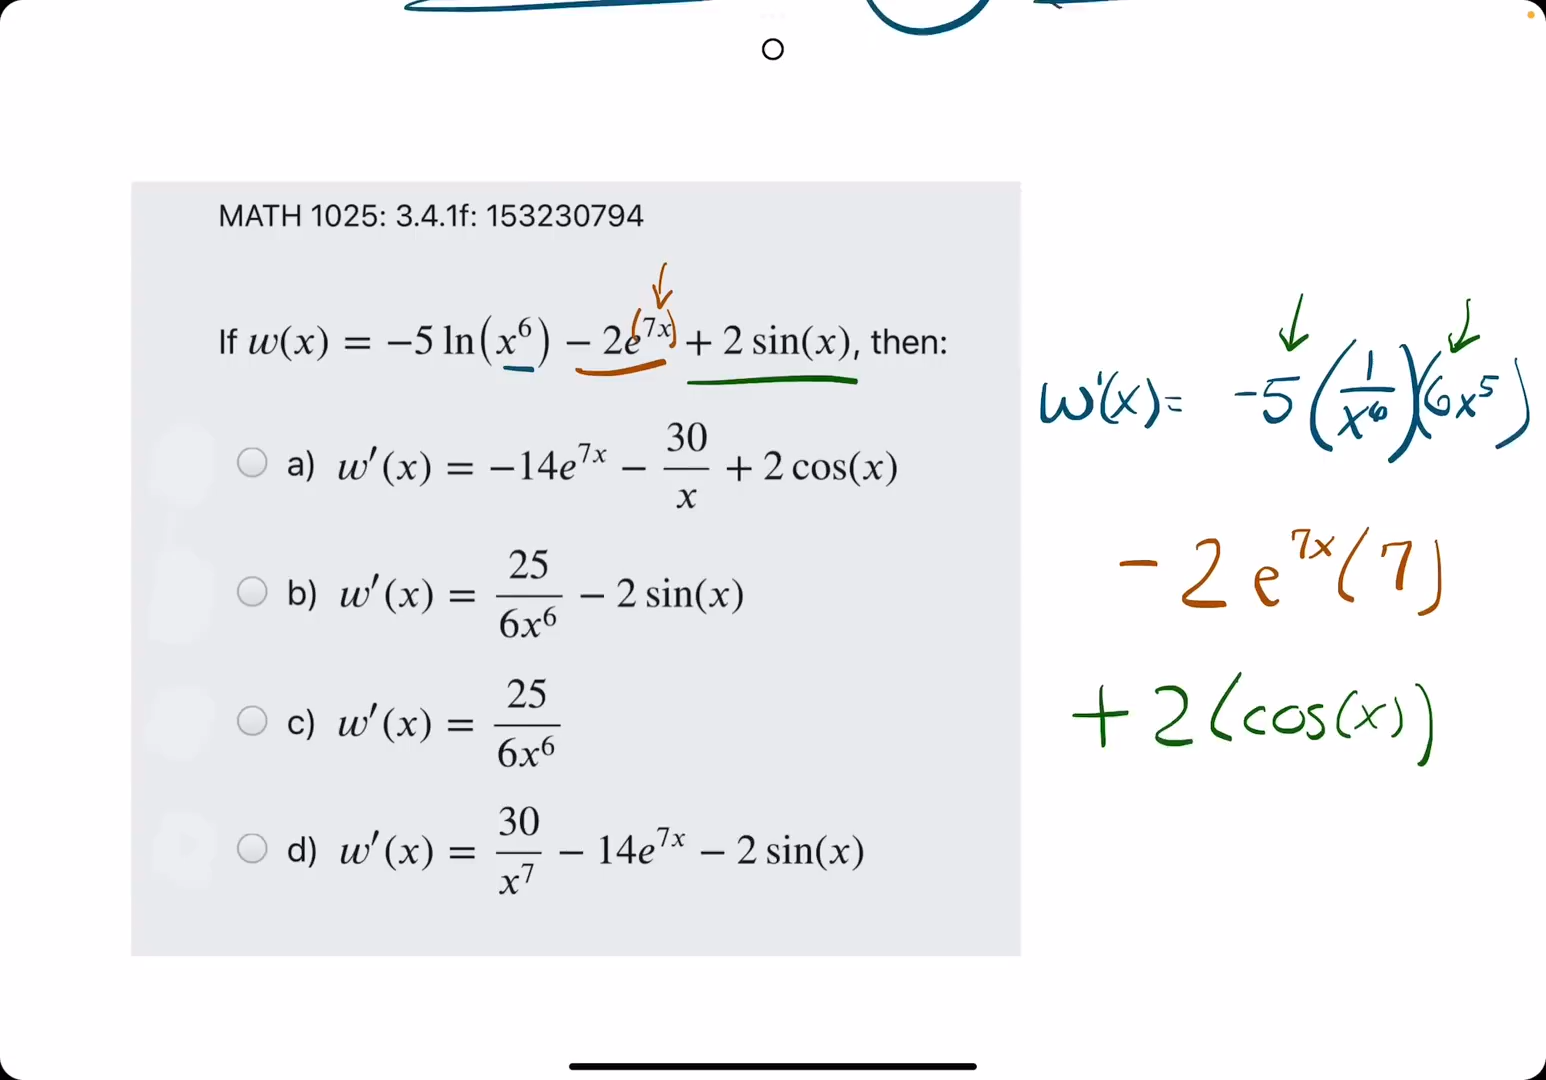 MATH 1025: 3.4.1f: 153230794
If w(x) = −5 ln(x⁶) − 2e^(7x) + 2 sin(x), then:
a) w′(x) = −14e^{7x} − 30/x + 2 cos(x)
b) w′(x) = 25/6x⁶ − 2 sin(x)
c) w′(x) = 25/6x⁶
d) w′(x) = 30/x⁷ − 14e^{7x} − 2 sin(x)
w'(x) = -5 (1/x⁶)(6x⁵)
- 2e^{7x}(7)
+ 2(cos(x))